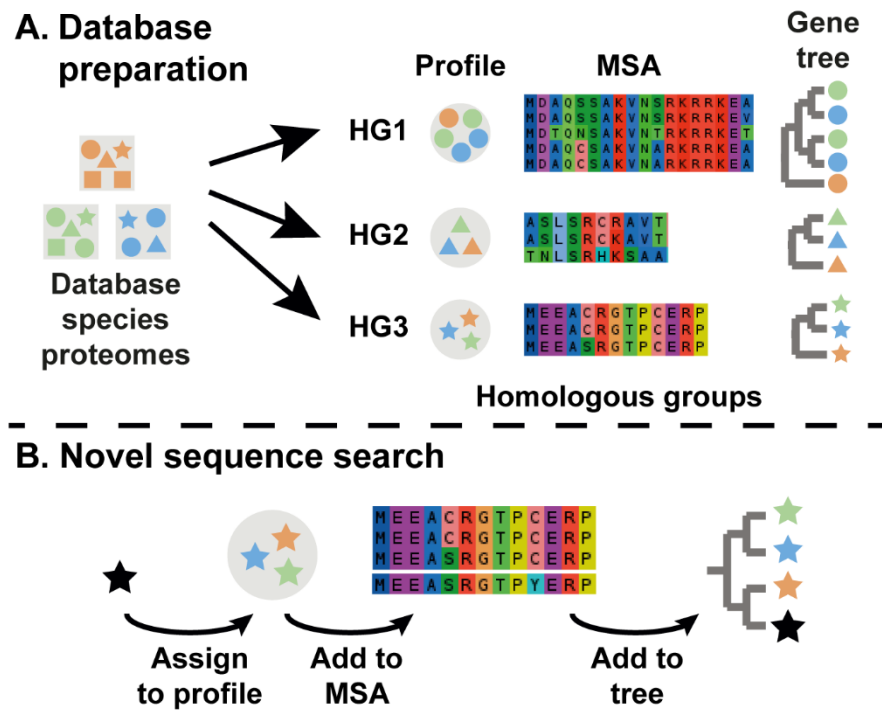 A. Database
preparation
Profile
MSA
Gene
tree
Database
species
proteomes
HG1
MDAQSSAKVNSRKRRKEA
MDAQSSAKVNSRKRRKEV
MDTQNSAKVNTRKRRKET
MDAQCSAKVNARKRRKEA
MDAQCSAKVNARKRRKEA
HG2
ASLSRCRAVT
ASLSRCKAVT
TNLSRHKSAA
HG3
MEEACRGTPCERP
MEEACRGTPCERP
MEEASRGTPCERP
Homologous groups
B. Novel sequence search
MEEACRGTPCERP
MEEACRGTPCERP
MEEASRGTPCERP
MEEASRGTPYERP
Assign
to profile
Add to
MSA
Add to
tree